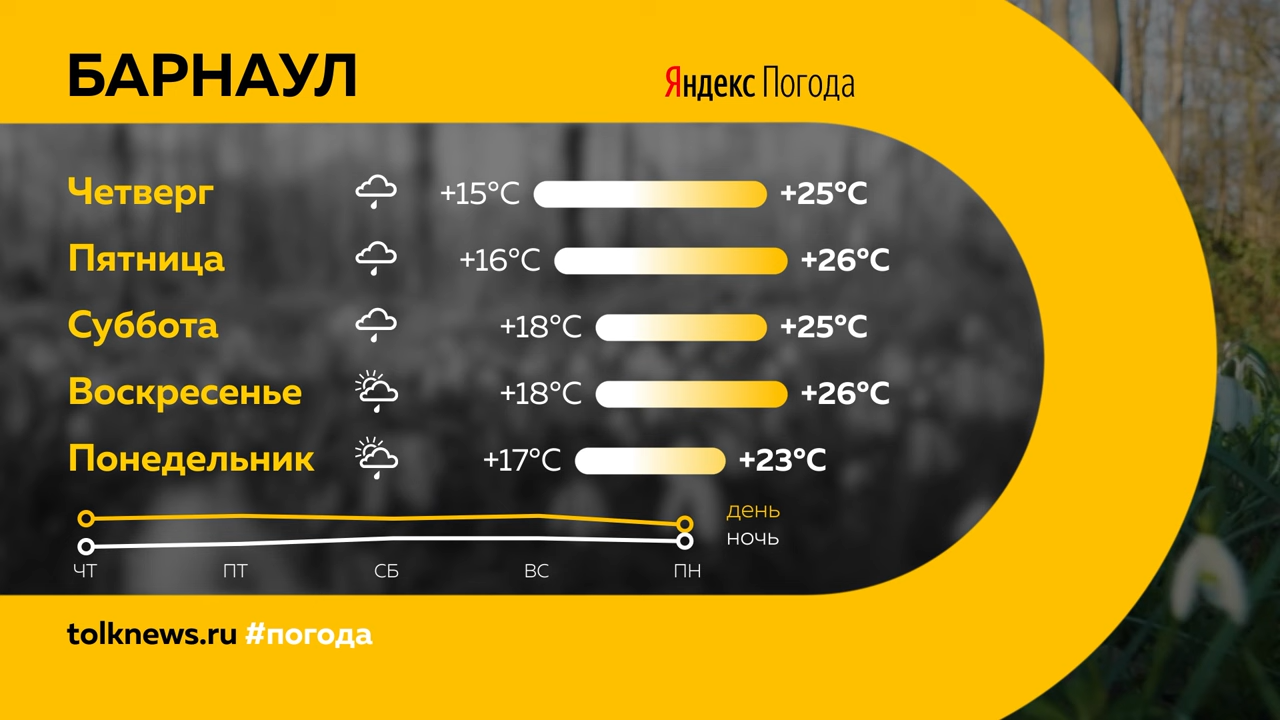 БАРНАУЛ
Яндекс Погода
Четверг +15°C +25°C
Пятница +16°C +26°C
Суббота +18°C +25°C
Воскресенье +18°C +26°C
Понедельник +17°C +23°C
день
ночь
ЧТ ПТ СБ ВС ПН
tolknews.ru #погода